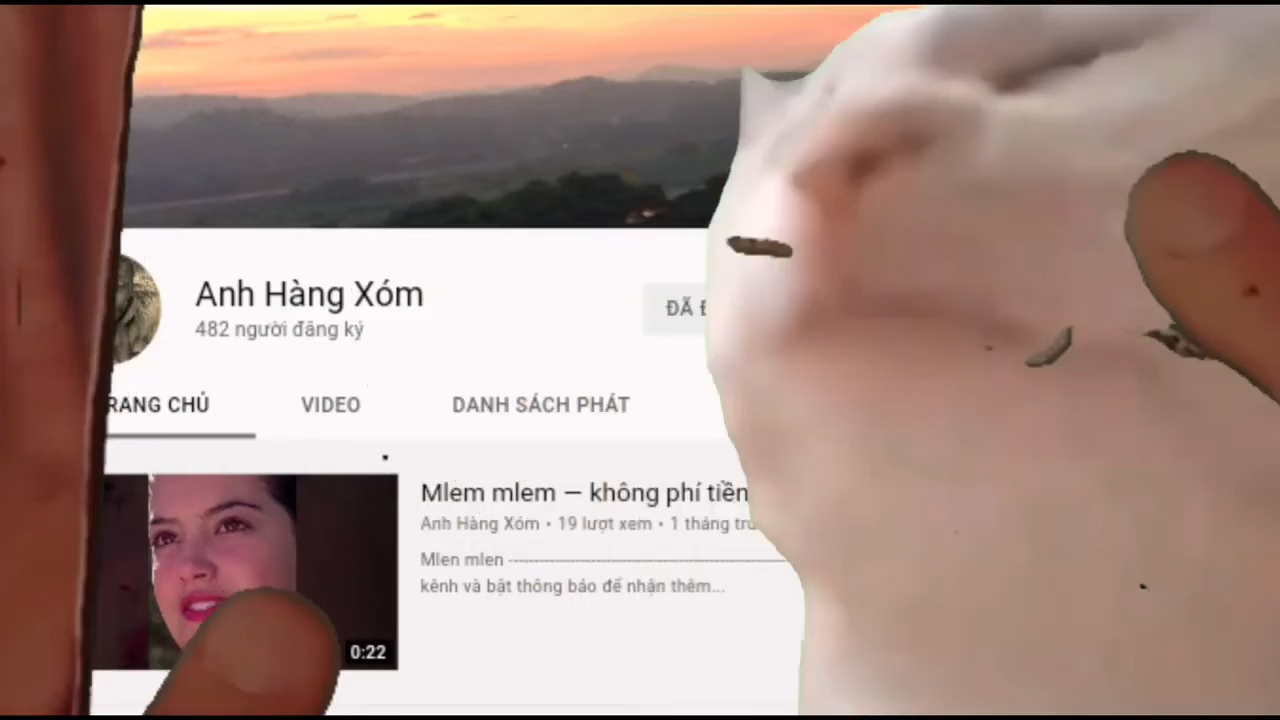 Anh Hàng Xóm
482 người đăng ký
ĐÃ
RANG CHỦ
VIDEO
DANH SÁCH PHÁT
Mlem mlem — không phí tiền
Anh Hàng Xóm • 19 lượt xem • 1 tháng
Mlen mlen
kênh và bật thông báo để nhận thêm...
0:22